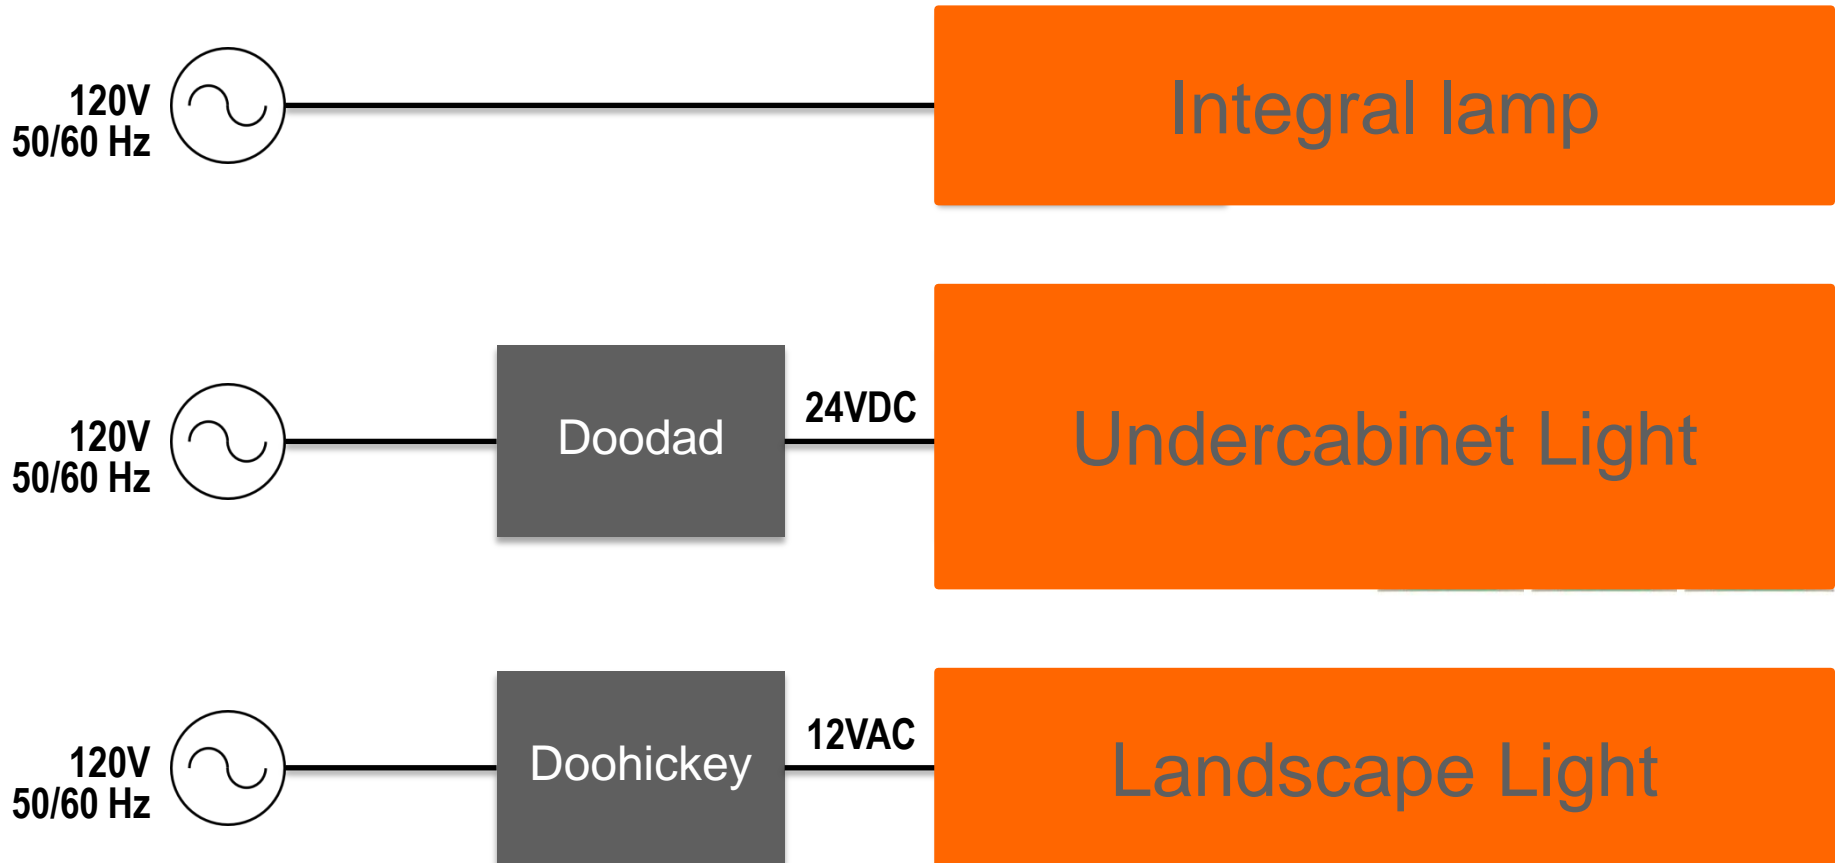 120V
50/60 Hz
Integral lamp
120V
50/60 Hz
Doodad
24VDC
Undercabinet Light
120V
50/60 Hz
Doohickey
12VAC
Landscape Light